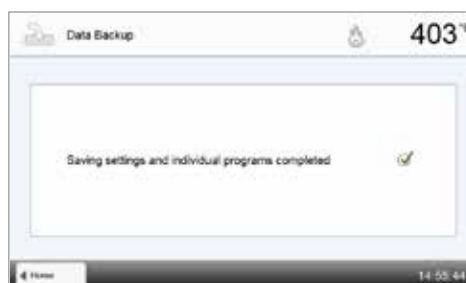 Data Backup
403°
Saving settings and individual programs completed
Home
14:55:44